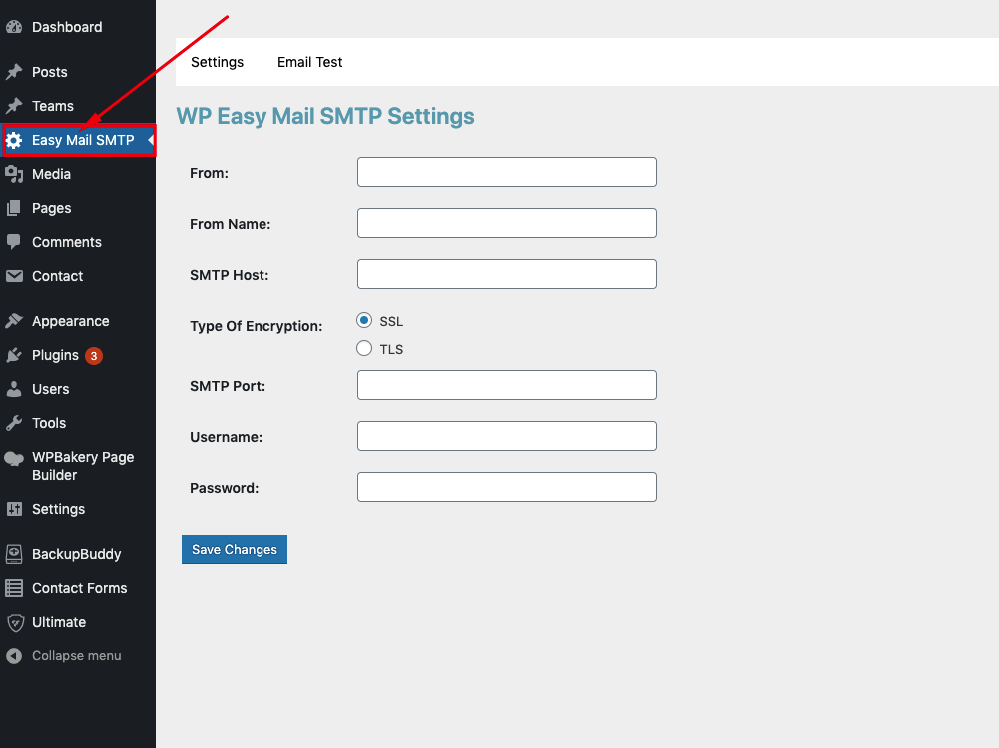 Dashboard
Posts
Teams
Easy Mail SMTP
Media
Pages
Comments
Contact
Appearance
Plugins 3
Users
Tools
WPBakery Page
Builder
Settings
BackupBuddy
Contact Forms
Ultimate
Collapse menu
Settings Email Test
WP Easy Mail SMTP Settings
From:
From Name:
SMTP Host:
Type Of Encryption: SSL
TLS
SMTP Port:
Username:
Password:
Save Changes